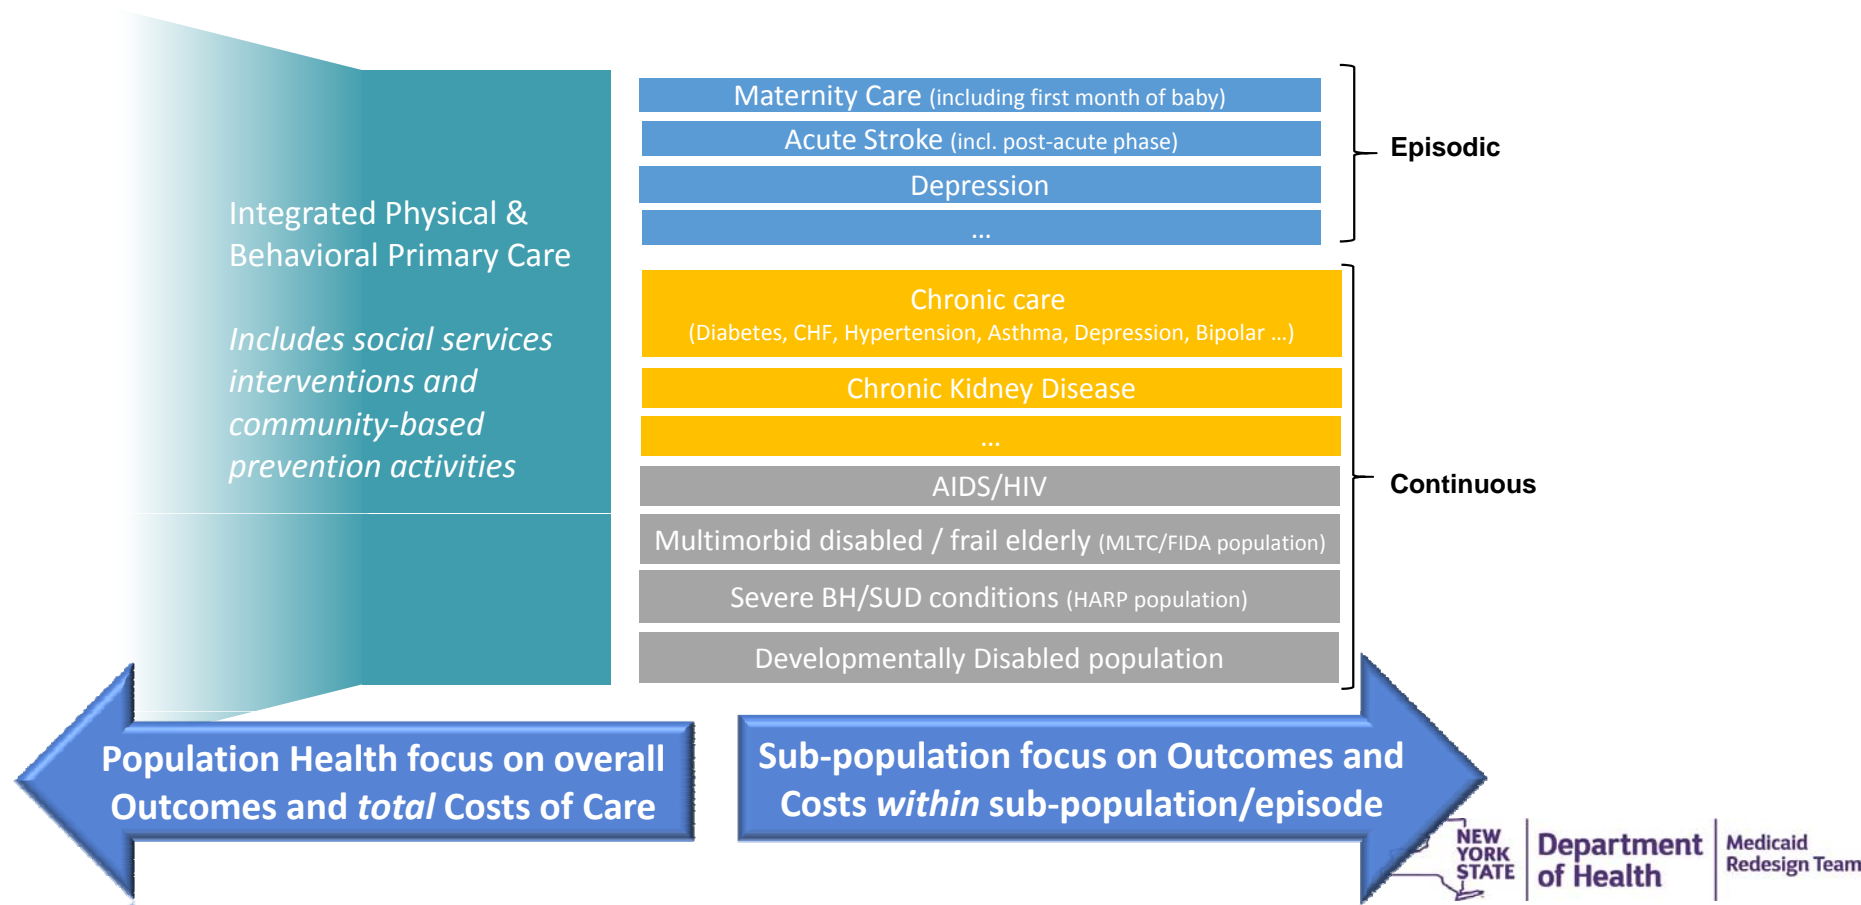 Integrated Physical &
Behavioral Primary Care
Includes social services
interventions and
community-based
prevention activities
Maternity Care (including first month of baby)
Acute Stroke (incl. post-acute phase)
Depression
...
Episodic
Chronic care
(Diabetes, CHF, Hypertension, Asthma, Depression, Bipolar ...)
Chronic Kidney Disease
...
AIDS/HIV
Multimorbid disabled / frail elderly (MLTC/FIDA population)
Severe BH/SUD conditions (HARP population)
Developmentally Disabled population
Continuous
Population Health focus on overall
Outcomes and total Costs of Care
Sub-population focus on Outcomes and
Costs within sub-population/episode
NEW
YORK
STATE
Department
of Health
Medicaid
Redesign Team